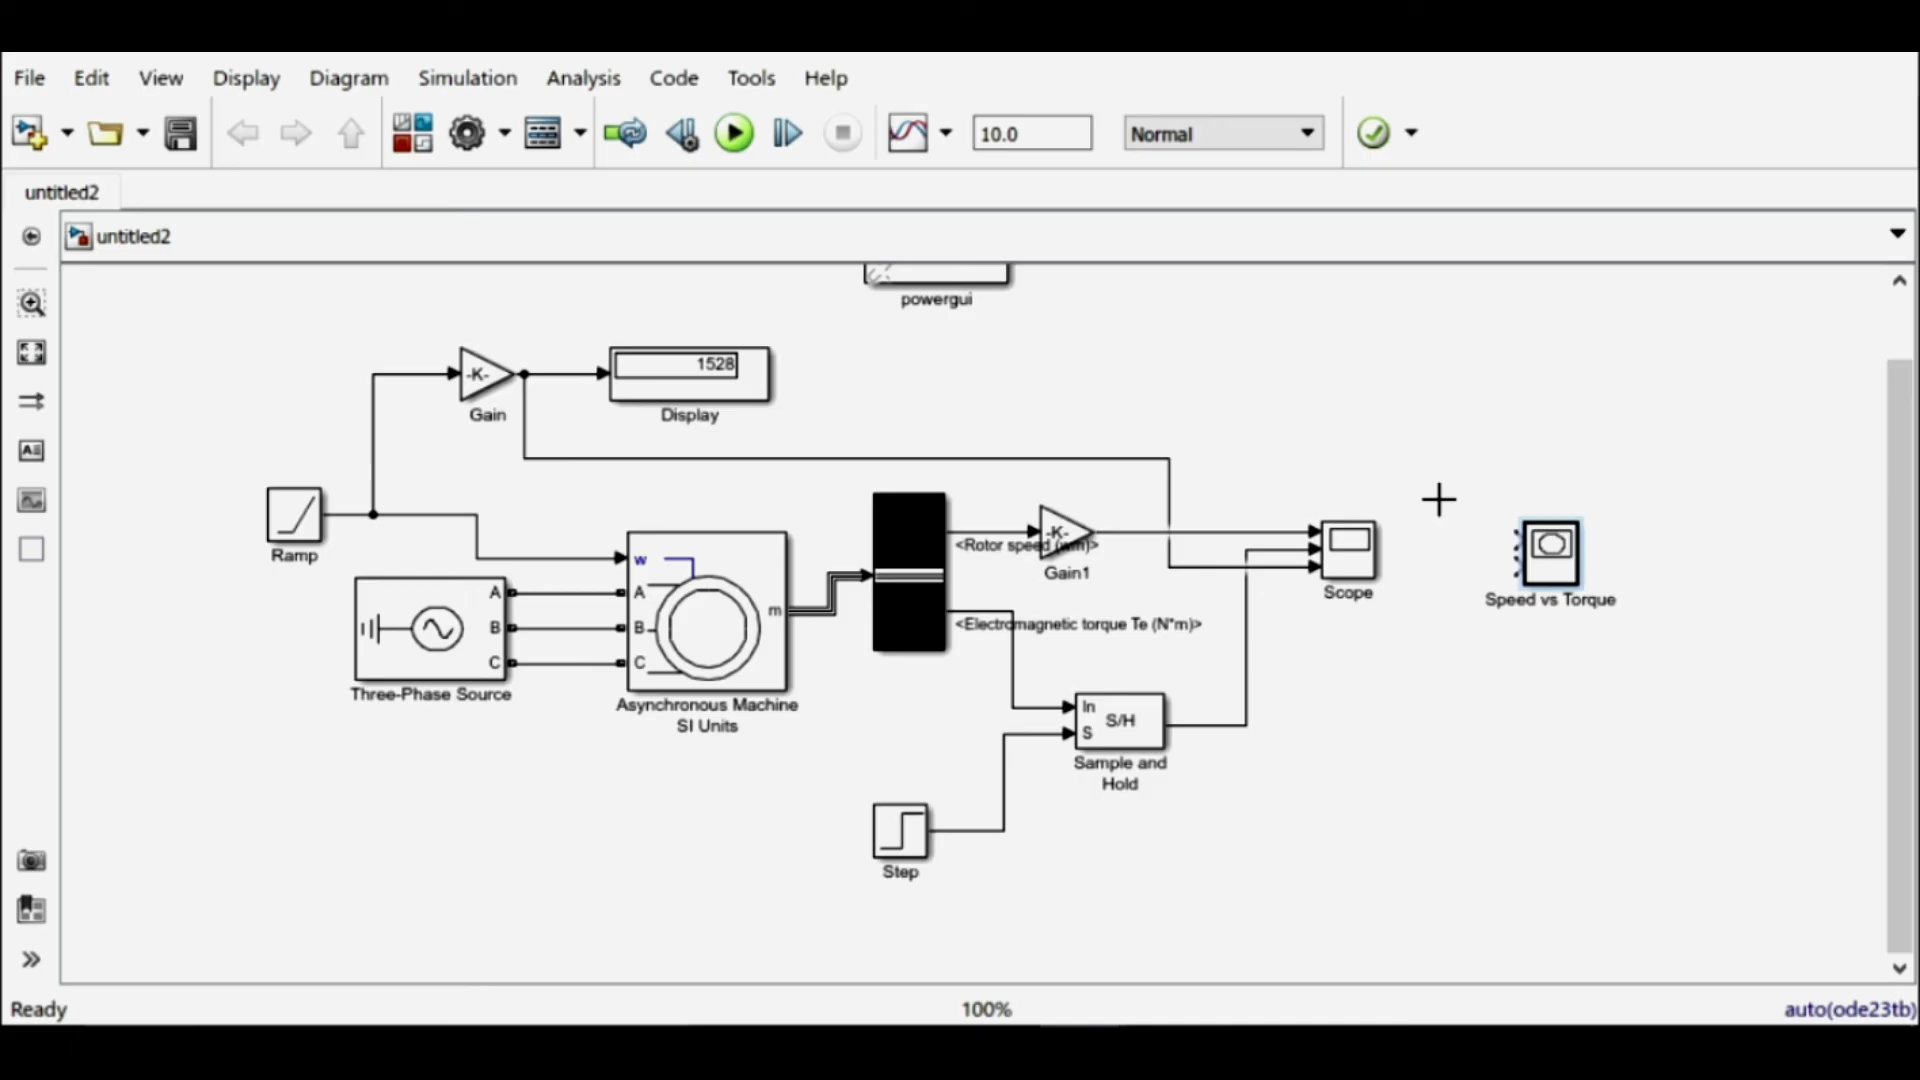 File Edit View Display Diagram Simulation Analysis Code Tools Help
10.0 Normal
untitled2
untitled2
powergui
-K-
1528
Gain
Display
Ramp
-K-
<Rotor speed (wm)>
Gain1
Scope
Speed vs Torque
w
A A
B B
C C
m
<Electromagnetic torque Te (N*m)>
Three-Phase Source
Asynchronous Machine
SI Units
In
S/H
S
Sample and
Hold
Step
Ready 100% auto(ode23tb)